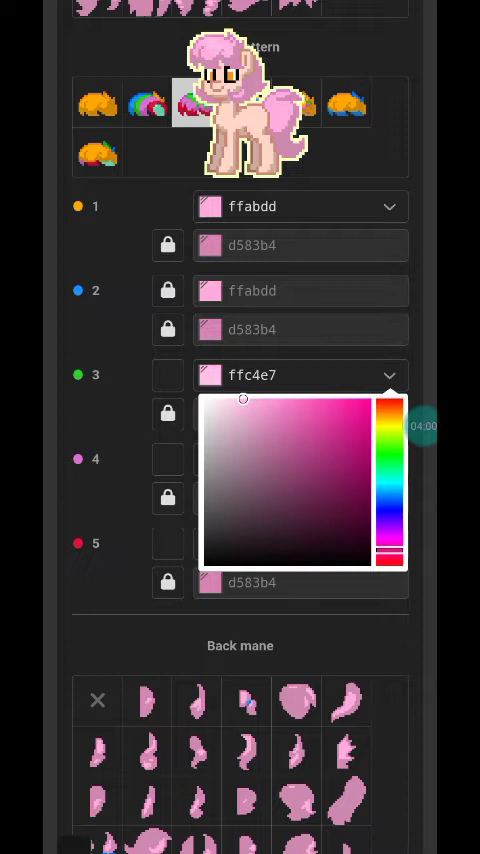 ttern
1 ffabdd
d583b4
2 ffabdd
d583b4
3 ffc4e7
04:00
4
5
d583b4
Back mane